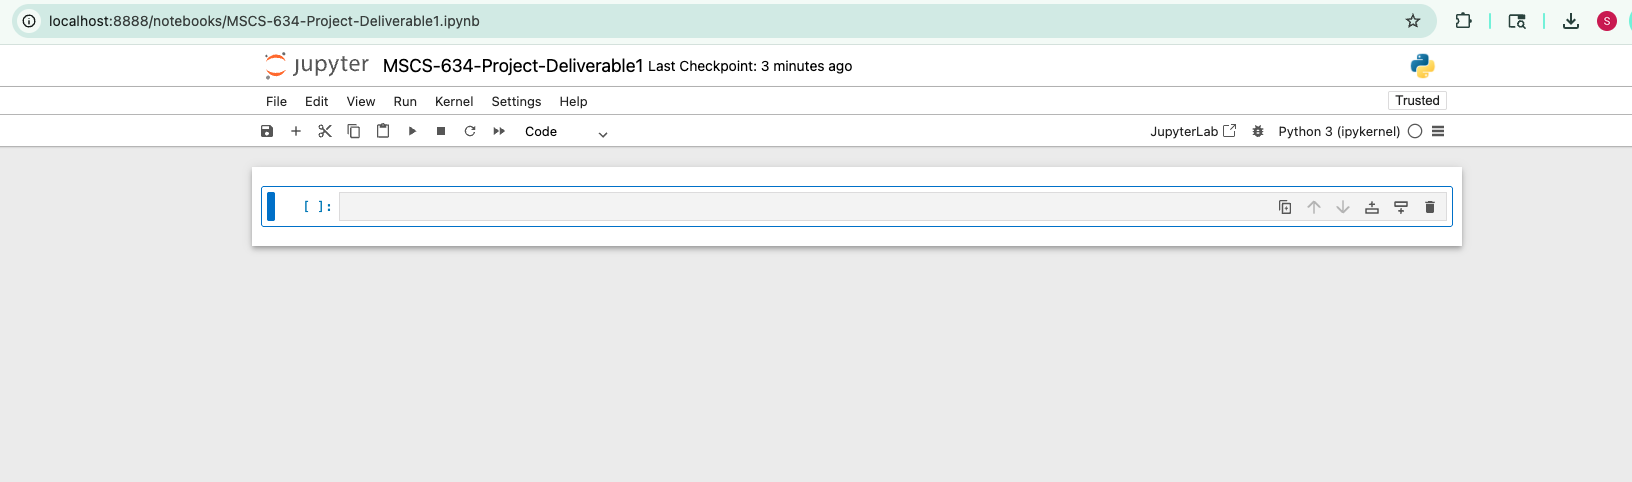 localhost:8888/notebooks/MSCS-634-Project-Deliverable1.ipynb
S
jupyter MSCS-634-Project-Deliverable1 Last Checkpoint: 3 minutes ago
File Edit View Run Kernel Settings Help
Trusted
Code
JupyterLab
Python 3 (ipykernel)
[ ]: